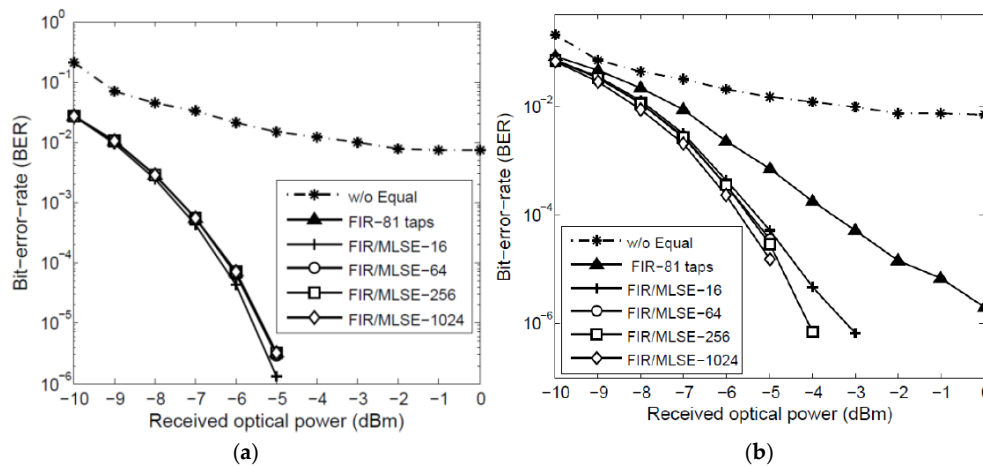 Bit-error-rate (BER)
10⁰
10⁻¹
10⁻²
10⁻³
10⁻⁴
10⁻⁵
10⁻⁶
w/o Equal
FIR-81 taps
FIR/MLSE-16
FIR/MLSE-64
FIR/MLSE-256
FIR/MLSE-1024
-10 -9 -8 -7 -6 -5 -4 -3 -2 -1 0
Received optical power (dBm)
(a)
Bit-error-rate (BER)
10⁻²
10⁻⁴
10⁻⁶
w/o Equal
FIR-81 taps
FIR/MLSE-16
FIR/MLSE-64
FIR/MLSE-256
FIR/MLSE-1024
-10 -9 -8 -7 -6 -5 -4 -3 -2 -1 0
Received optical power (dBm)
(b)